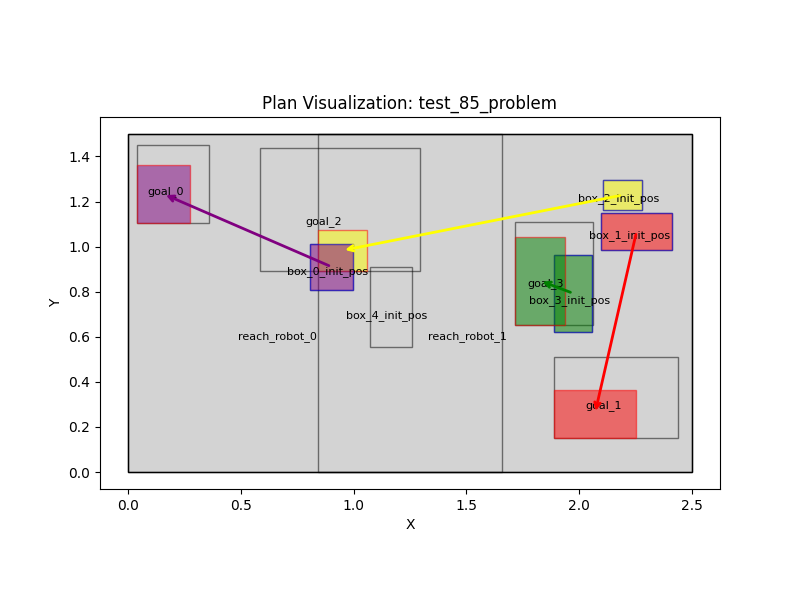 Plan Visualization: test_85_problem
goal_0
goal_2
box_2_init_pos
box_1_init_pos
box_0_init_pos
goal_3
box_3_init_pos
box_4_init_pos
reach_robot_0
reach_robot_1
goal_1
Y
0.0
0.2
0.4
0.6
0.8
1.0
1.2
1.4
0.0
0.5
1.0
1.5
2.0
2.5
X